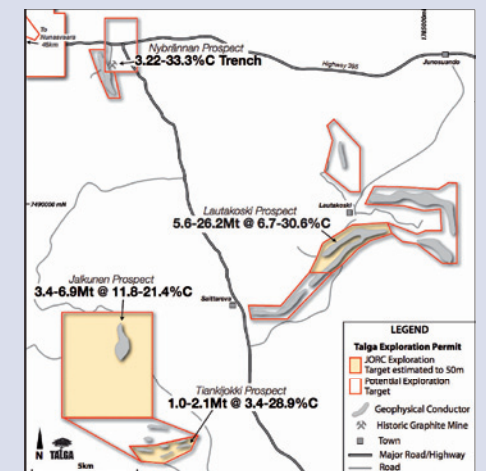 To
Nunasvaara
45km
Nybrännan Prospect
3.22-33.3%C Trench
Highway 395
Junosuando
7490000 mN
Lautakoski
Lautakoski Prospect
5.6-26.2Mt @ 6.7-30.6%C
Jalkunen Prospect
3.4-6.9Mt @ 11.8-21.4%C
Saittarova
Tiankijokki Prospect
1.0-2.1Mt @ 3.4-28.9%C
N
TALGA
5km
LEGEND
Talga Exploration Permit
JORC Exploration
Target estimated to 50m
Potential Exploration
Target
Geophysical Conductor
Historic Graphite Mine
Town
Major Road/Highway
Road